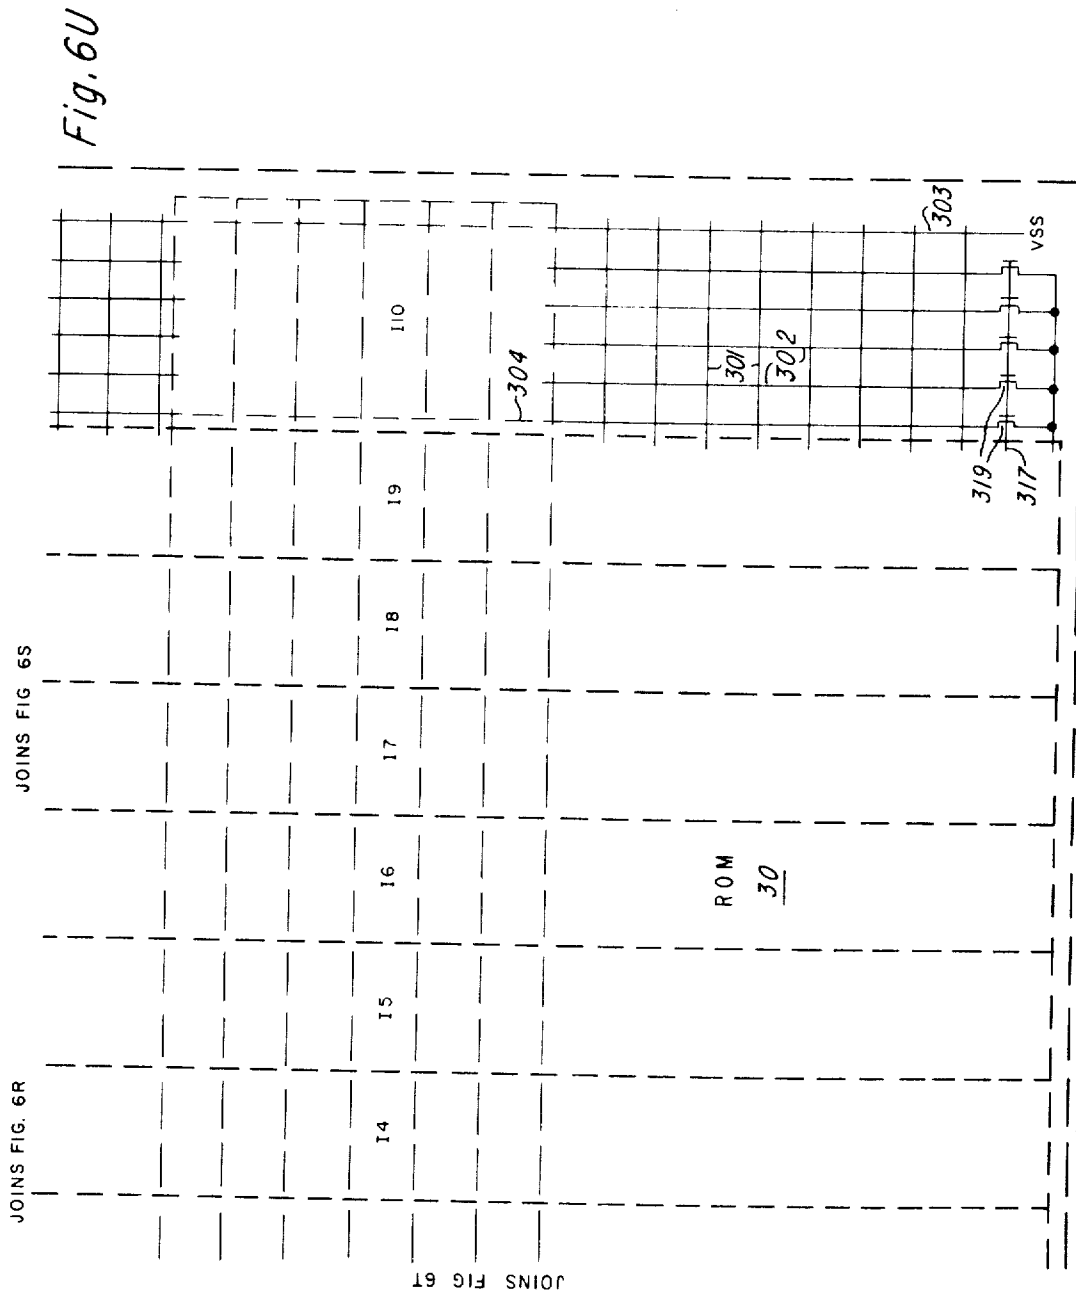 Fig.6U
JOINS FIG. 6R
JOINS FIG 6S
JOINS FIG 6T
I4
I5
I6
I7
I8
I9
I10
304
301
302
303
VSS
319
317
ROM
30